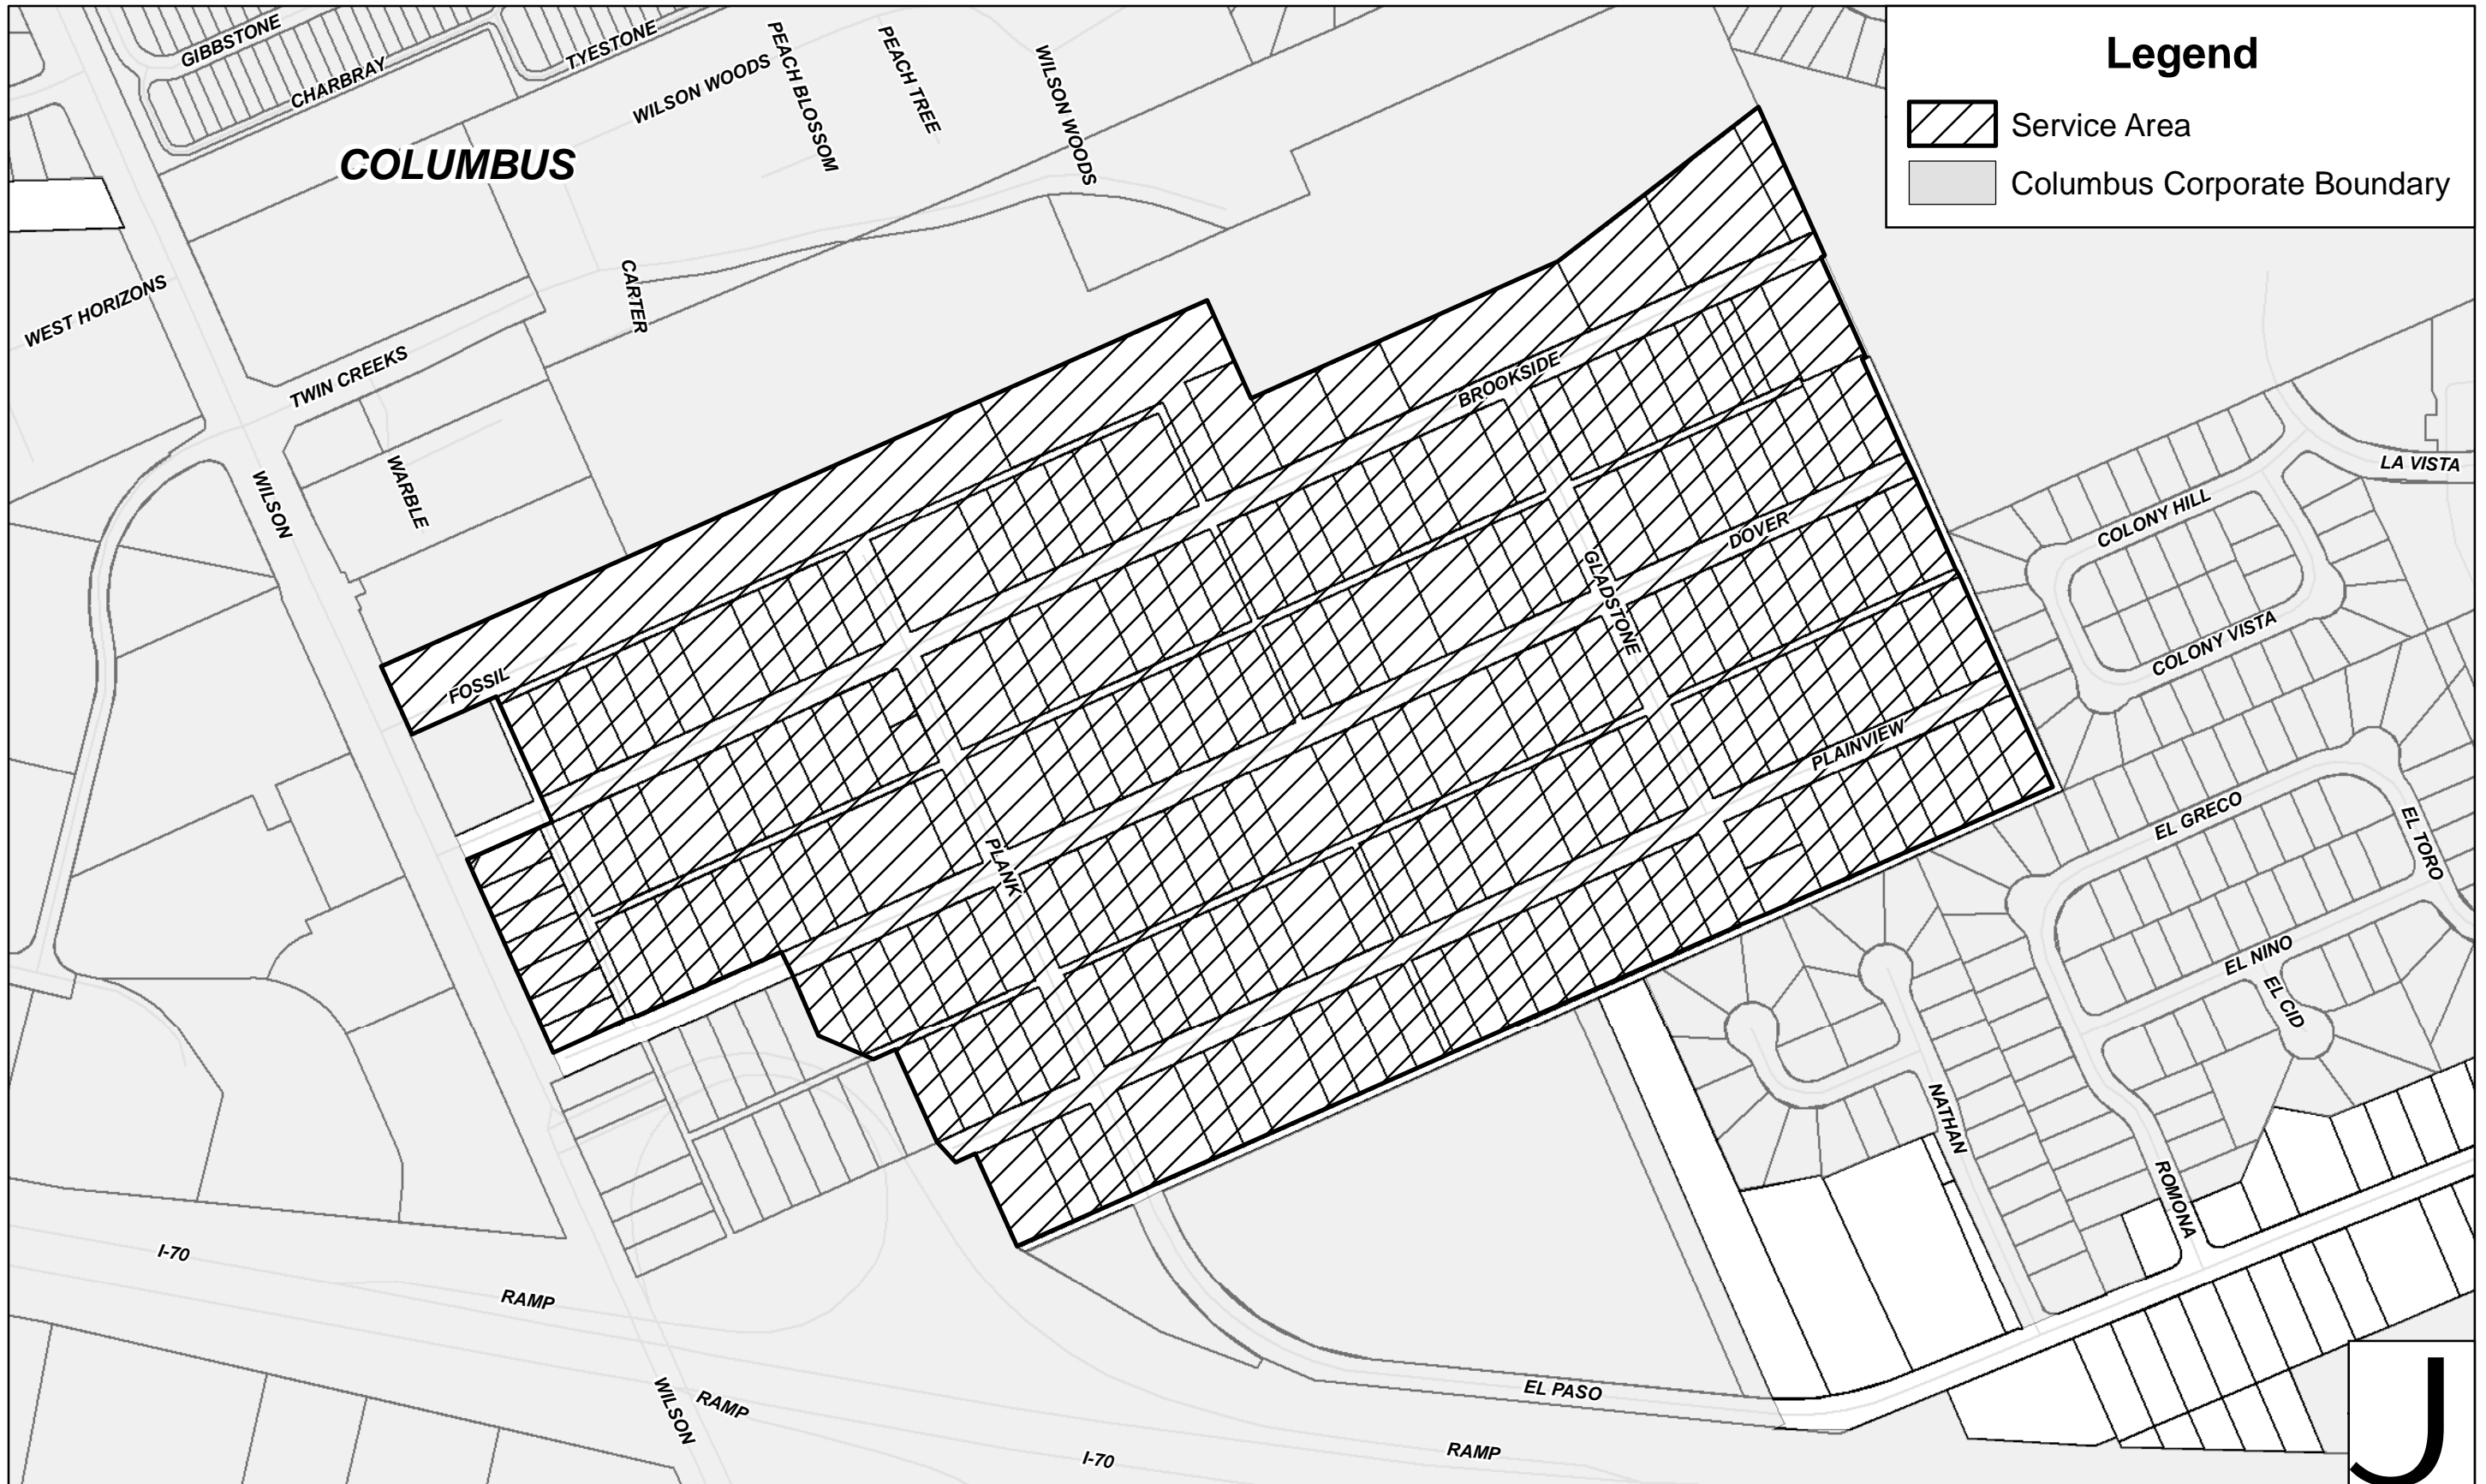 GIBBSTONE
CHARBRAY
TYESTONE
WILSON WOODS
PEACH BLOSSOM
PEACH TREE
WILSON WOODS
Legend
Service Area
Columbus Corporate Boundary
COLUMBUS
WEST HORIZONS
CARTER
TWIN CREEKS
WARBLE
WILSON
BROOKSIDE
LA VISTA
COLONY HILL
DOVER
GLADSTONE
COLONY VISTA
FOSSIL
PLAINVIEW
EL GRECO
EL TORO
PLANK
EL NINO
EL CID
NATHAN
ROMONA
I-70
RAMP
EL PASO
WILSON
RAMP
I-70
RAMP
J